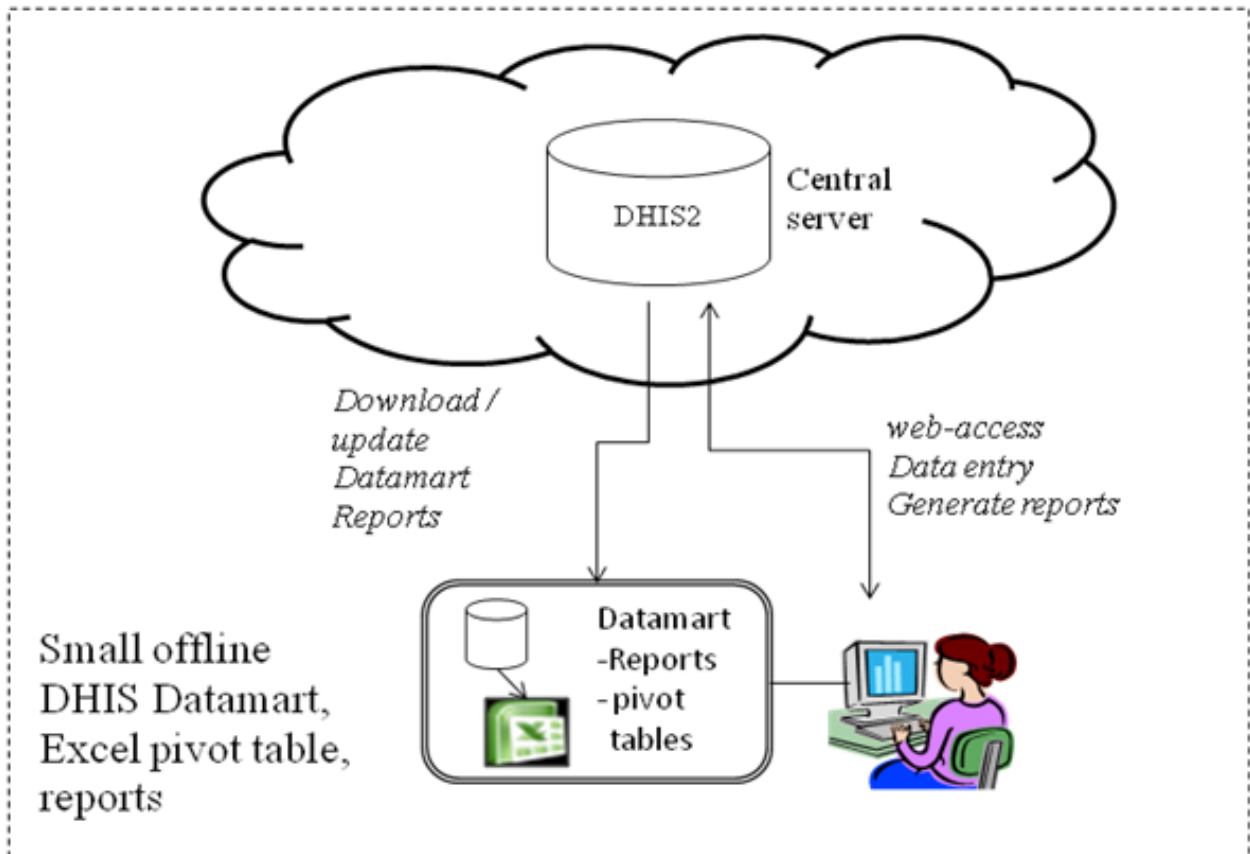 DHIS2
Central
server
Download /
update
Datamart
Reports
web-access
Data entry
Generate reports
Datamart
-Reports
-pivot
tables
Small offline
DHIS Datamart,
Excel pivot table,
reports